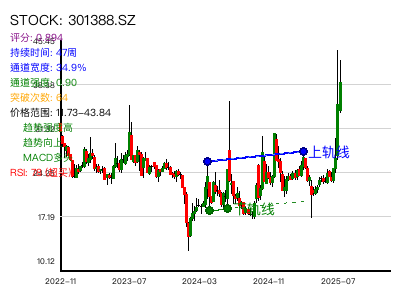 STOCK: 301388.SZ
评分: 0.894
持续时间: 47周
通道宽度: 34.9%
通道强度: 0.90
突破次数: 64
价格范围: 11.73-43.84
趋势强度高
趋势向上
MACD多
RSI:
超买
上轨线
轨线
17.19
10.12
2022-11
2023-07
2024-03
2024-11
2025-07